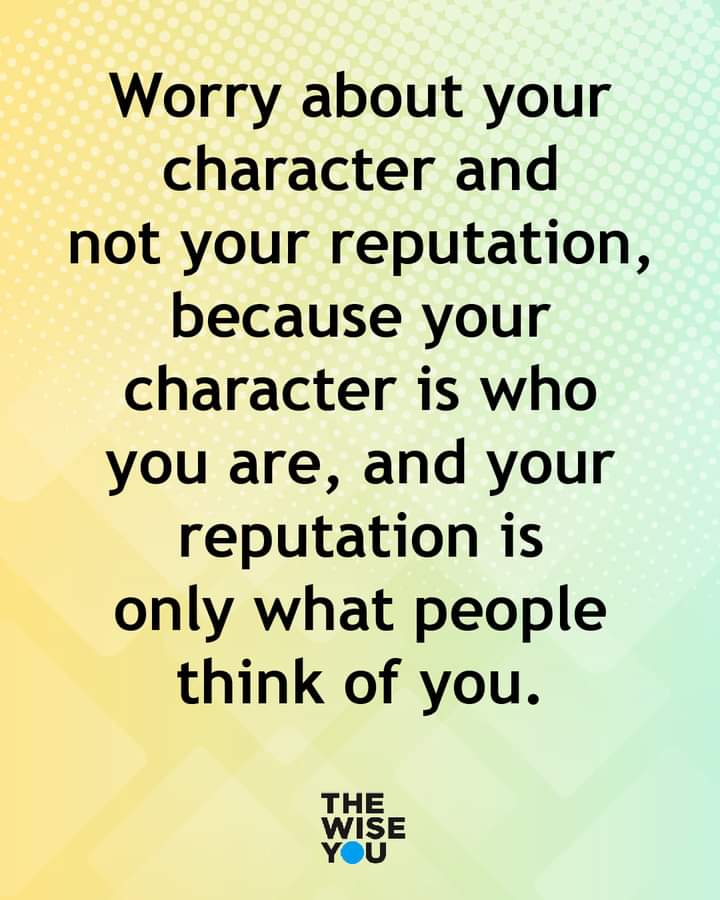 Worry about your
character and
not your reputation,
because your
character is who
you are, and your
reputation is
only what people
think of you.
THE
WISE
YOU